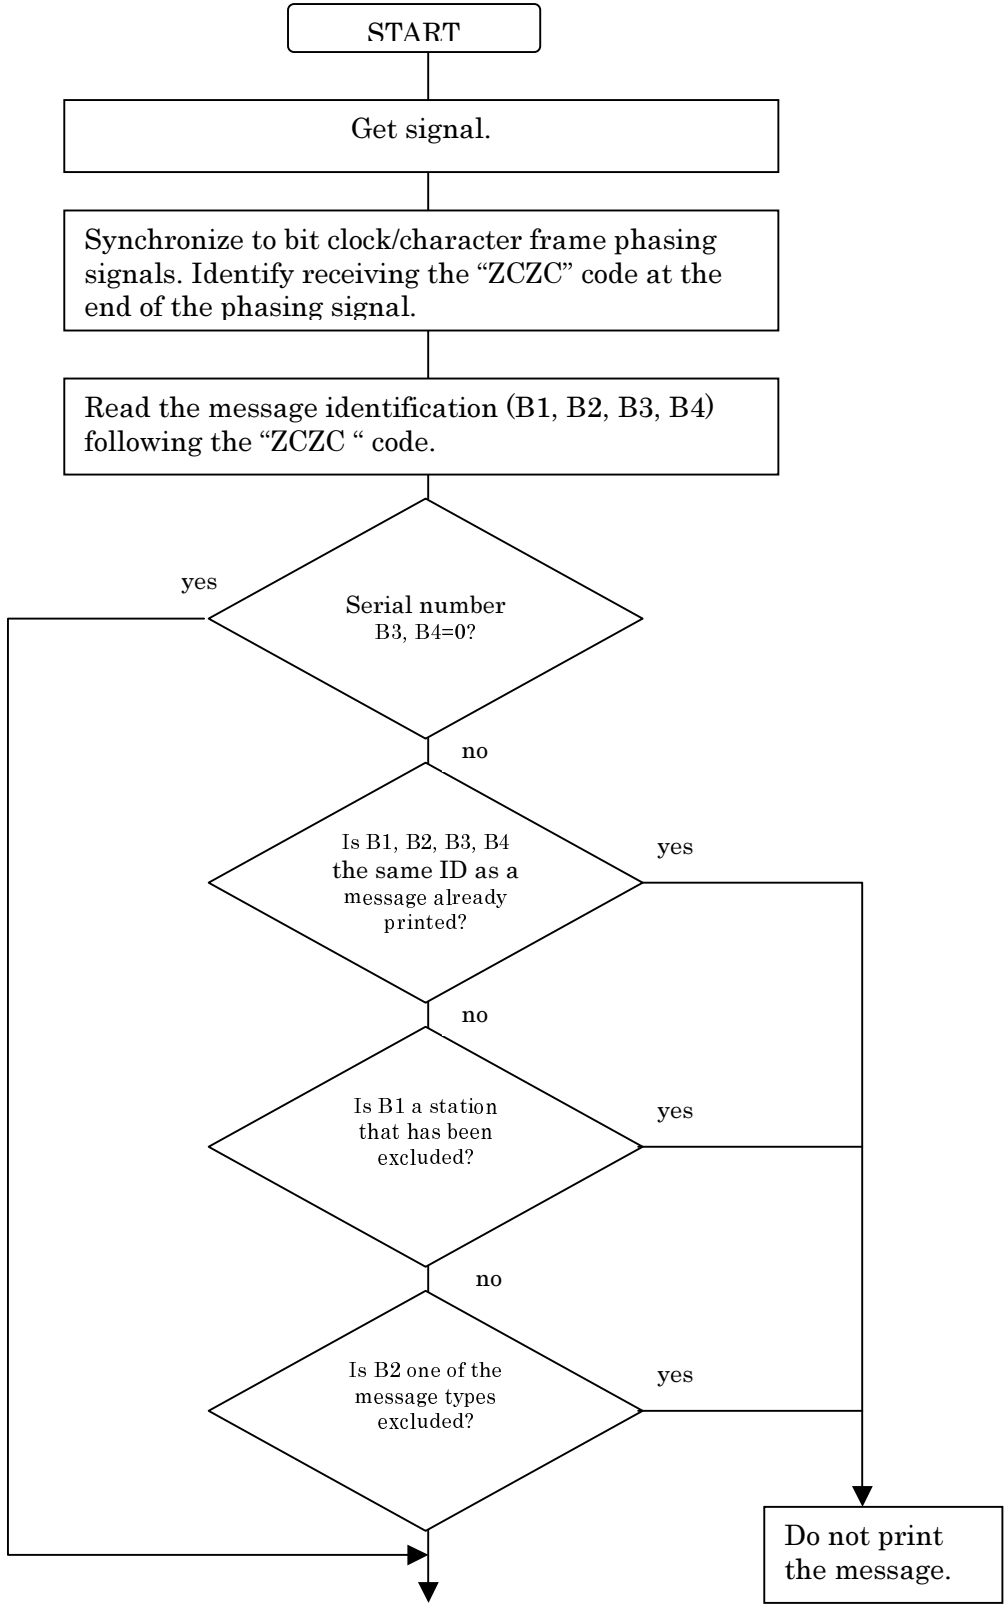 START
Get signal.
Synchronize to bit clock/character frame phasing
signals. Identify receiving the “ZCZC” code at the
end of the phasing signal.
Read the message identification (B1, B2, B3, B4)
following the “ZCZC “ code.
yes
Serial number
B3, B4=0?
no
Is B1, B2, B3, B4
the same ID as a
message already
printed?
yes
no
Is B1 a station
that has been
excluded?
yes
no
Is B2 one of the
message types
excluded?
yes
Do not print
the message.